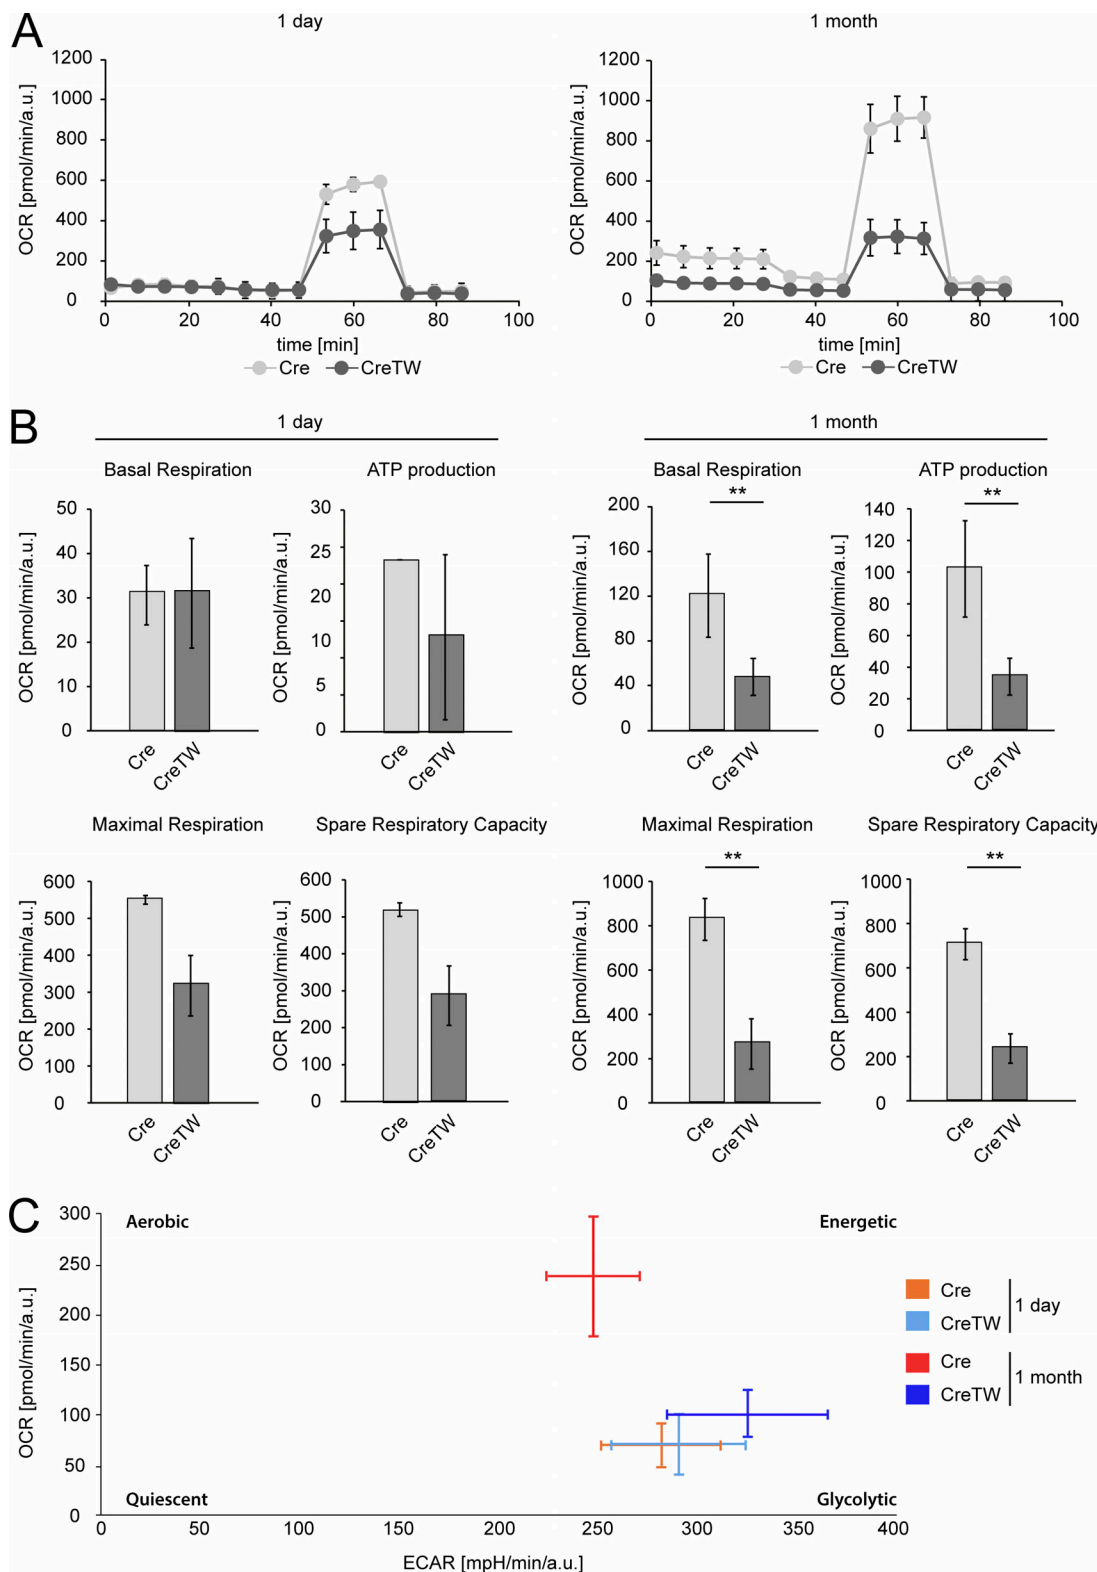 A
1 day
1 month
OCR [pmol/min/a.u.]
1200
1000
800
600
400
200
0
0 20 40 60 80 100
time [min]
Cre CreTW
OCR [pmol/min/a.u.]
1200
1000
800
600
400
200
0
0 20 40 60 80 100
time [min]
Cre CreTW
B
1 day
1 month
Basal Respiration
OCR [pmol/min/a.u.]
50
40
30
20
10
0
Cre
CreTW
ATP production
OCR [pmol/min/a.u.]
30
25
20
10
5
0
Cre
CreTW
Basal Respiration
**
OCR [pmol/min/a.u.]
200
160
120
80
40
0
Cre
CreTW
ATP production
**
OCR [pmol/min/a.u.]
140
120
100
80
60
40
20
0
Cre
CreTW
Maximal Respiration
OCR [pmol/min/a.u.]
600
500
400
300
200
100
0
Cre
CreTW
Spare Respiratory Capacity
OCR [pmol/min/a.u.]
600
500
400
300
200
100
0
Cre
CreTW
Maximal Respiration
**
OCR [pmol/min/a.u.]
1000
800
600
400
200
0
Cre
CreTW
Spare Respiratory Capacity
**
OCR [pmol/min/a.u.]
1000
800
600
400
200
0
Cre
CreTW
C
OCR [pmol/min/a.u.]
300
250
200
150
100
50
0
Aerobic
Energetic
Quiescent
Glycolytic
0 50 100 150 200 250 300 350 400
ECAR [mpH/min/a.u.]
Cre
CreTW
1 day
Cre
CreTW
1 month